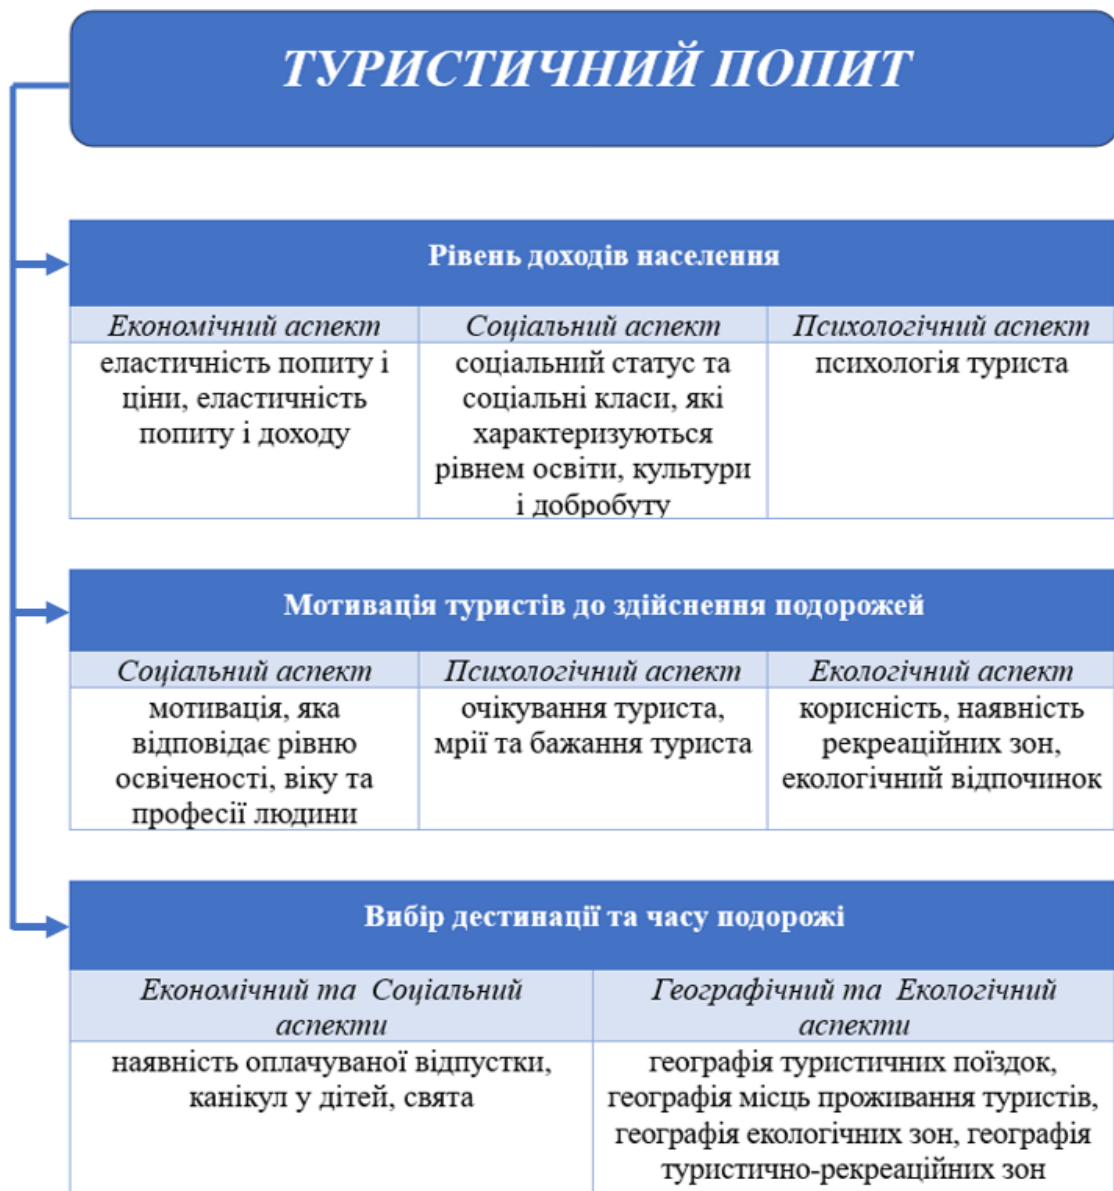 ТУРИСТИЧНИЙ ПОПИТ
Рівень доходів населення
Економічний аспект
еластичність попиту і
ціни, еластичність
попиту і доходу
Соціальний аспект
соціальний статус та
соціальні класи, які
характеризуються
рівнем освіти, культури
і добробуту
Психологічний аспект
психологія туриста
Мотивація туристів до здійснення подорожей
Соціальний аспект
мотивація, яка
відповідає рівню
освіченості, віку та
професії людини
Психологічний аспект
очікування туриста,
мрії та бажання туриста
Екологічний аспект
корисність, наявність
рекреаційних зон,
екологічний відпочинок
Вибір дестинації та часу подорожі
Економічний та Соціальний
аспекти
наявність оплачуваної відпустки,
канікул у дітей, свята
Географічний та Екологічний
аспекти
географія туристичних поїздок,
географія місць проживання туристів,
географія екологічних зон, географія
туристично-рекреаційних зон